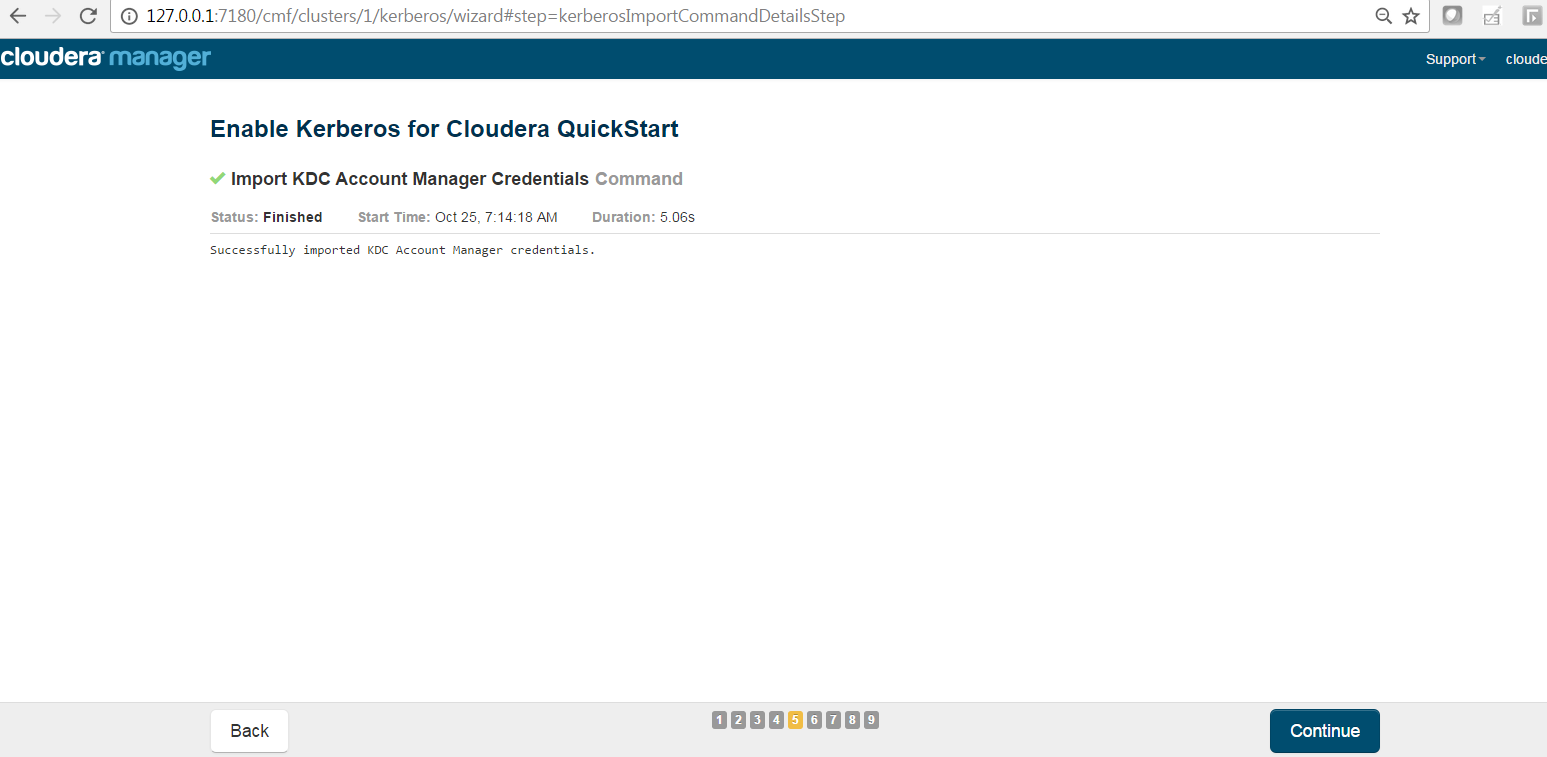 127.0.0.1:7180/cmf/clusters/1/kerberos/wizard#step=kerberosImportCommandDetailsStep
cloudera manager
Support cloude
Enable Kerberos for Cloudera QuickStart
Import KDC Account Manager Credentials Command
Status: Finished Start Time: Oct 25, 7:14:18 AM Duration: 5.06s
Successfully imported KDC Account Manager credentials.
Back 1 2 3 4 5 6 7 8 9 Continue